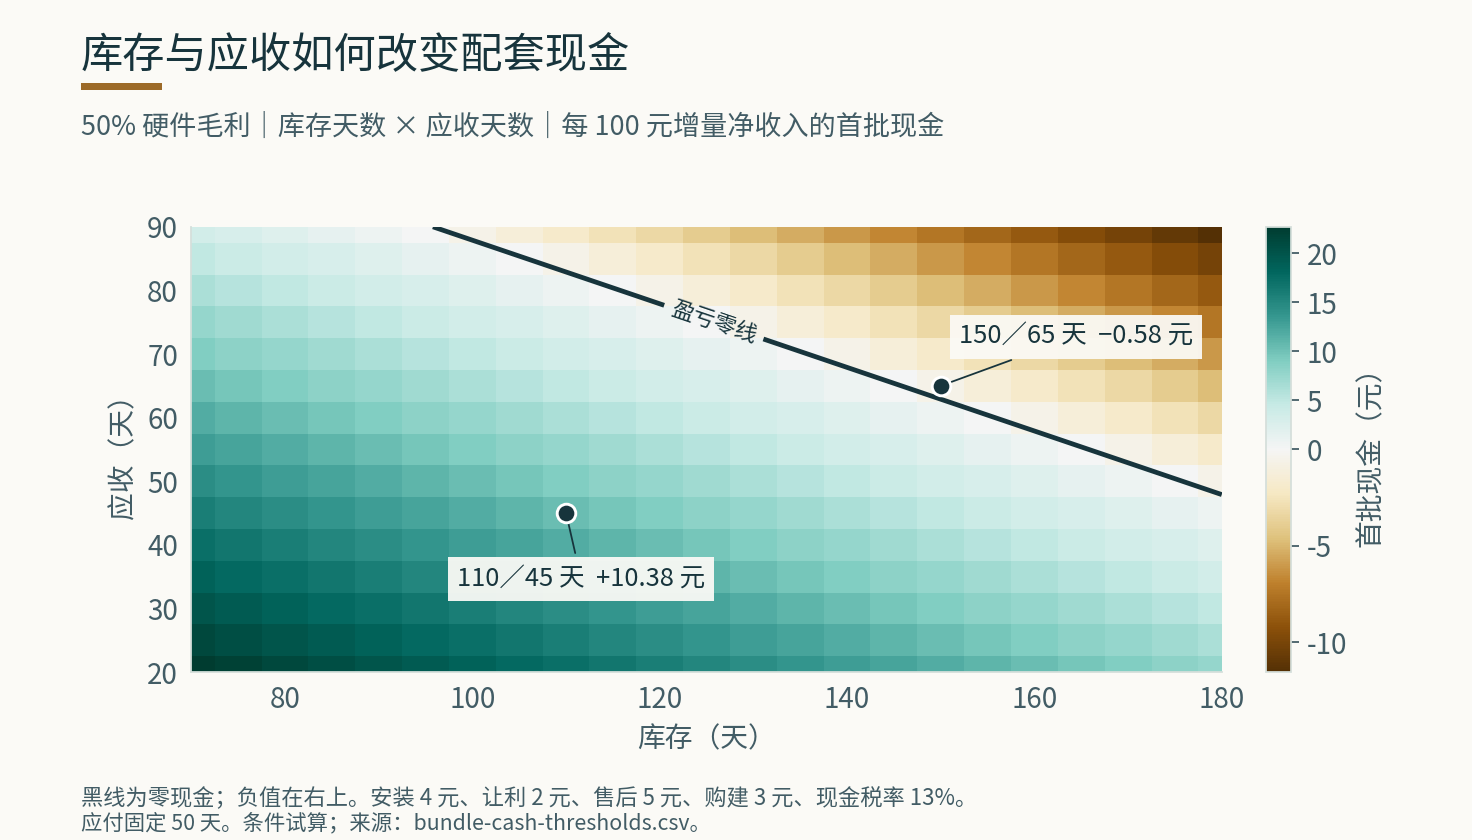 库存与应收如何改变配套现金
50% 硬件毛利｜库存天数 × 应收天数｜每 100 元增量净收入的首批现金
90
80
70
60
50
40
30
20
应收（天）
盈亏零线
150／65 天 −0.58 元
110／45 天 +10.38 元
80
100
120
140
160
180
库存（天）
20
15
10
5
0
-5
-10
首批现金（元）
黑线为零现金；负值在右上。安装 4 元、让利 2 元、售后 5 元、购建 3 元、现金税率 13%。
应付固定 50 天。条件试算；来源：bundle-cash-thresholds.csv。